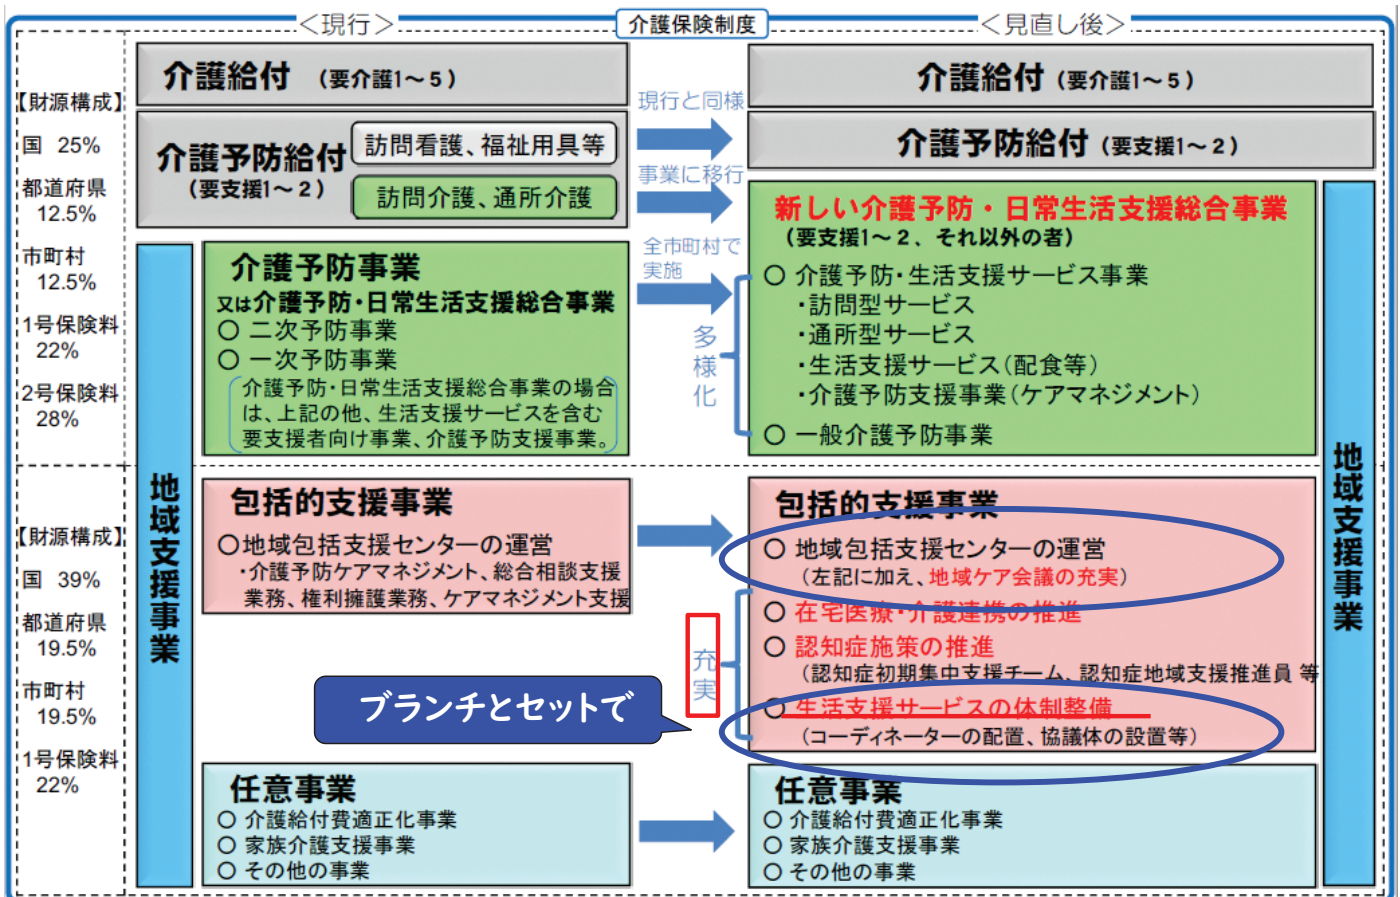 ＜現行＞
介護保険制度
＜見直し後＞
【財源構成】
国 25%
都道府県
12.5%
市町村
12.5%
1号保険料
22%
2号保険料
28%
【財源構成】
国 39%
都道府県
19.5%
市町村
19.5%
1号保険料
22%
介護給付 （要介護1～5）
介護予防給付
（要支援1～2）
訪問看護、福祉用具等
訪問介護、通所介護
地域支援事業
介護予防事業
又は介護予防・日常生活支援総合事業
○ 二次予防事業
○ 一次予防事業
介護予防・日常生活支援総合事業の場合
は、上記の他、生活支援サービスを含む
要支援者向け事業、介護予防支援事業。
包括的支援事業
○地域包括支援センターの運営
・介護予防ケアマネジメント、総合相談支援
業務、権利擁護業務、ケアマネジメント支援
任意事業
○ 介護給付費適正化事業
○ 家族介護支援事業
○ その他の事業
現行と同様
事業に移行
全市町村で
実施
多様化
充実
ブランチとセットで
介護給付 （要介護1～5）
介護予防給付 （要支援1～2）
新しい介護予防・日常生活支援総合事業
（要支援1～2、それ以外の者）
○ 介護予防・生活支援サービス事業
・訪問型サービス
・通所型サービス
・生活支援サービス（配食等）
・介護予防支援事業（ケアマネジメント）
○ 一般介護予防事業
包括的支援事業
○ 地域包括支援センターの運営
（左記に加え、地域ケア会議の充実）
○ 在宅医療・介護連携の推進
○ 認知症施策の推進
（認知症初期集中支援チーム、認知症地域支援推進員 等
○ 生活支援サービスの体制整備
（コーディネーターの配置、協議体の設置等）
任意事業
○ 介護給付費適正化事業
○ 家族介護支援事業
○ その他の事業
地域支援事業